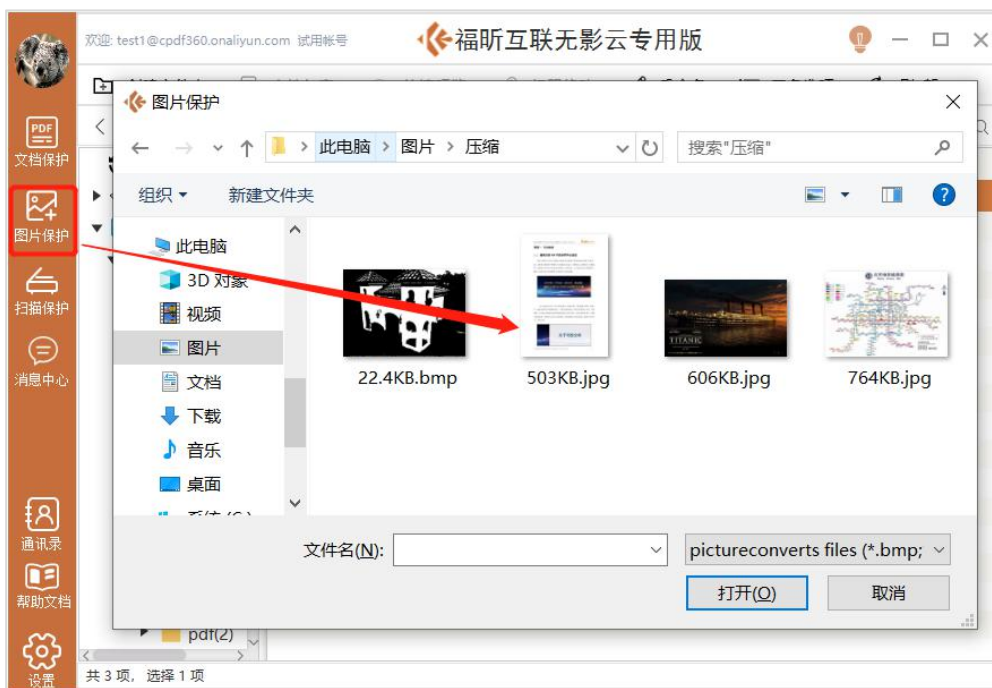 欢迎: test1@cpdf360.onaliyun.com 试用帐号
福昕互联无影云专用版
文档保护
图片保护
扫描保护
消息中心
通讯录
帮助文档
设置
图片保护
此电脑 > 图片 > 压缩
搜索"压缩"
组织
新建文件夹
此电脑
3D 对象
视频
图片
文档
下载
音乐
桌面
22.4KB.bmp
503KB.jpg
606KB.jpg
764KB.jpg
TITANIC
文件名(N):
pictureconverts files (*.bmp;
打开(O)
取消
pdf(2)
共 3 项，选择 1 项